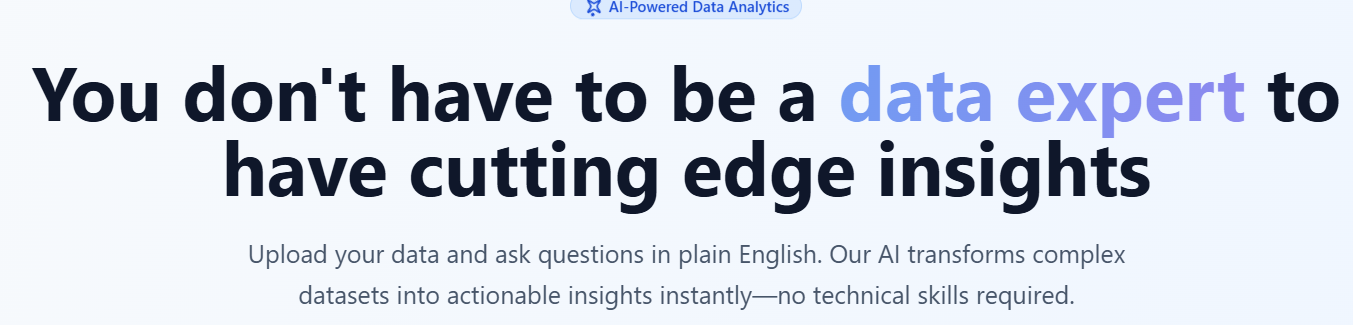 AI-Powered Data Analytics
You don't have to be a data expert to
have cutting edge insights
Upload your data and ask questions in plain English. Our AI transforms complex
datasets into actionable insights instantly—no technical skills required.